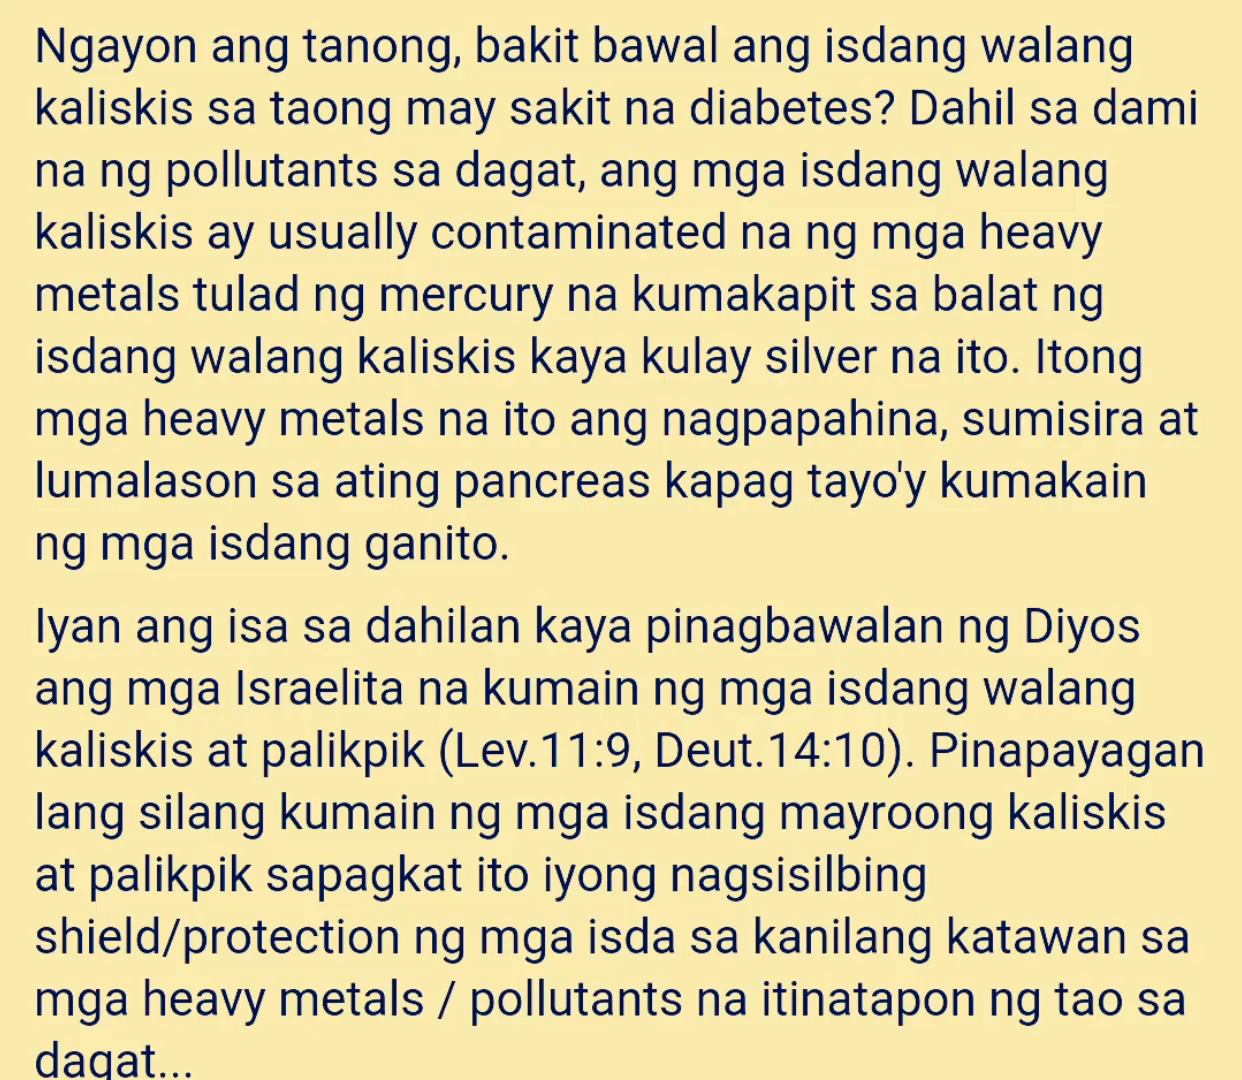 Ngayon ang tanong, bakit bawal ang isdang walang
kaliskis sa taong may sakit na diabetes? Dahil sa dami
na ng pollutants sa dagat, ang mga isdang walang
kaliskis ay usually contaminated na ng mga heavy
metals tulad ng mercury na kumakapit sa balat ng
isdang walang kaliskis kaya kulay silver na ito. Itong
mga heavy metals na ito ang nagpapahina, sumisira at
lumalason sa ating pancreas kapag tayo'y kumakain
ng mga isdang ganito.
Iyan ang isa sa dahilan kaya pinagbawalan ng Diyos
ang mga Israelita na kumain ng mga isdang walang
kaliskis at palikpik (Lev.11:9, Deut.14:10). Pinapayagan
lang silang kumain ng mga isdang mayroong kaliskis
at palikpik sapagkat ito iyong nagsisilbing
shield/protection ng mga isda sa kanilang katawan sa
mga heavy metals / pollutants na itinatapon ng tao sa
dagat...